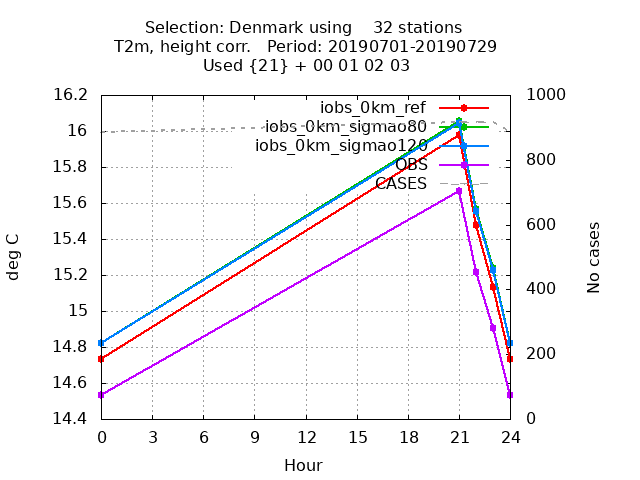 Selection: Denmark using 32 stations
T2m, height corr. Period: 20190701-20190729
Used {21} + 00 01 02 03
iobs_0km_ref
iobs_0km_sigmao80
iobs_0km_sigmao120
OBS
CASES
deg C
16.2
16
15.8
15.6
15.4
15.2
15
14.8
14.6
14.4
1000
800
600
400
200
0
No cases
0 3 6 9 12 15 18 21 24
Hour